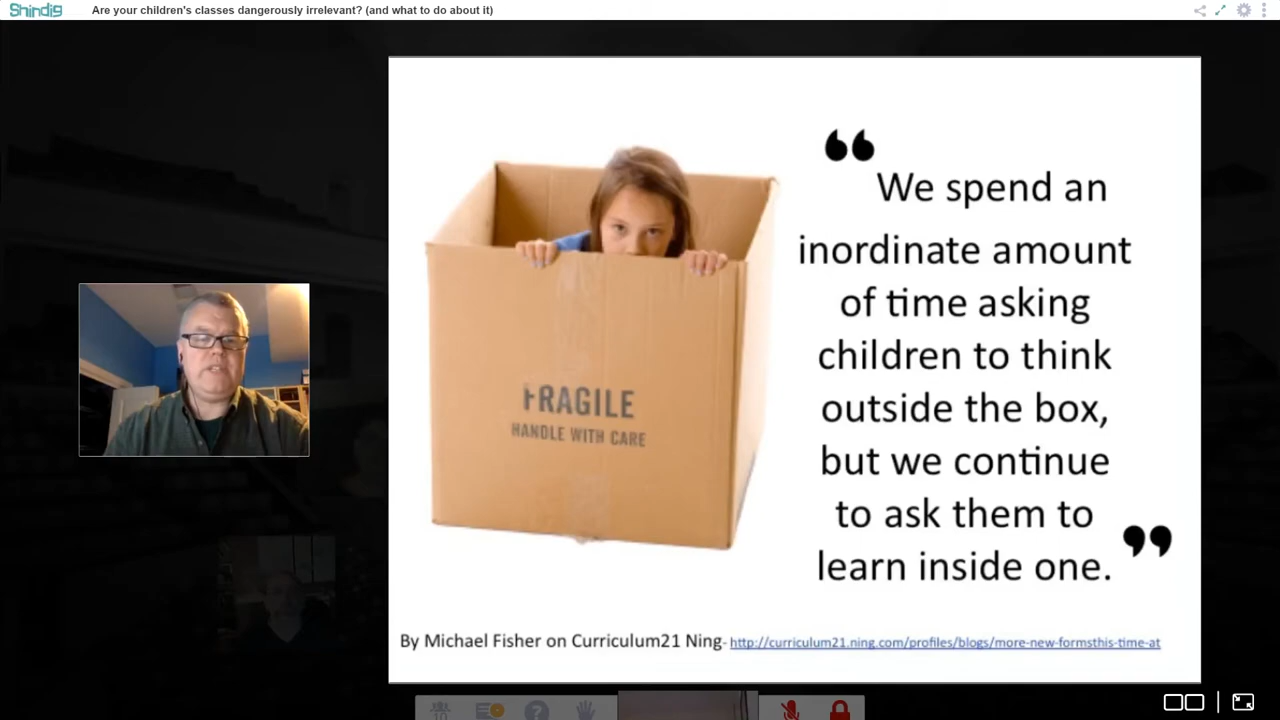 Shindig
Are your children's classes dangerously irrelevant? (and what to do about it)
“
We spend an
inordinate amount
of time asking
children to think
outside the box,
but we continue
to ask them to
learn inside one. ”
FRAGILE
HANDLE WITH CARE
By Michael Fisher on Curriculum21 Ning- http://curriculum21.ning.com/profiles/blogs/more-new-formsthis-time-at